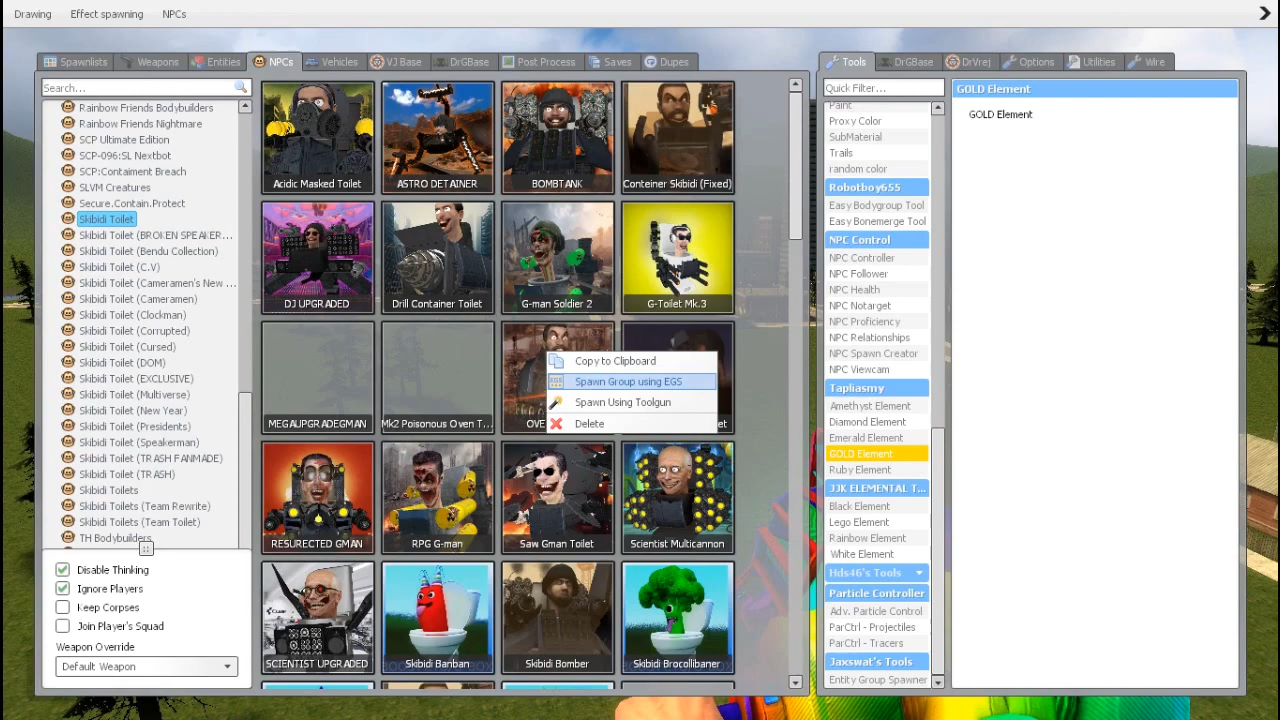 Drawing Effect spawning NPCs
Spawnlists Weapons Entities NPCs Vehicles VJ Base DrGBase Post Process Saves Dupes
Search...
Rainbow Friends Bodybuilders
Rainbow Friends Nightmare
SCP Ultimate Edition
SCP-096:SL Nextbot
SCP:Containment Breach
SLVM Creatures
Secure.Contain.Protect
Skibidi Toilet
Skibidi Toilet (BROKEN SPEAKER...
Skibidi Toilet (Bendu Collection)
Skibidi Toilet (C.V)
Skibidi Toilet (Cameramen's New ...
Skibidi Toilet (Cameramen)
Skibidi Toilet (Clockman)
Skibidi Toilet (Corrupted)
Skibidi Toilet (Cursed)
Skibidi Toilet (DOM)
Skibidi Toilet (EXCLUSIVE)
Skibidi Toilet (Multiverse)
Skibidi Toilet (New Year)
Skibidi Toilet (Presidents)
Skibidi Toilet (Speakerman)
Skibidi Toilet (TRASH FANMADE)
Skibidi Toilet (TRASH)
Skibidi Toilets
Skibidi Toilets (Team Rewrite)
Skibidi Toilets (Team Toilet)
TH Bodybuilders
Disable Thinking
Ignore Players
Keep Corpses
Join Player's Squad
Weapon Override
Default Weapon
Acidic Masked Toilet
ASTRO DETAINER
BOMBTANK
Conteiner Skibidi (Fixed)
DJ UPGRADED
Drill Container Toilet
G-man Soldier 2
G-Toilet Mk.3
MEGAUPGRADEGMAN
Mk2 Poisonous Oven T...
OVE
et
Copy to Clipboard
Spawn Group using EGS
Spawn Using Toolgun
Delete
RESURECTED GMAN
RPG G-man
Saw Gman Toilet
Scientist Multicannon
SCIENTIST UPGRADED
Skibidi Banban
Skibidi Bomber
Skibidi Brocollibaner
Tools DrGBase DrVrej Options Utilities Wire
Quick Filter...
Paint
Proxy Color
SubMaterial
Trails
random color
Robotboy655
Easy Bodygroup Tool
Easy Bonemerge Tool
NPC Control
NPC Controller
NPC Follower
NPC Health
NPC Notarget
NPC Proficiency
NPC Relationships
NPC Spawn Creator
NPC Viewcam
Tapliasmy
Amethyst Element
Diamond Element
Emerald Element
GOLD Element
Ruby Element
JJK ELEMENTAL T...
Black Element
Lego Element
Rainbow Element
White Element
Hds46's Tools
Particle Controller
Adv. Particle Control
ParCtrl - Projectiles
ParCtrl - Tracers
Jaxswat's Tools
Entity Group Spawner
GOLD Element
GOLD Element